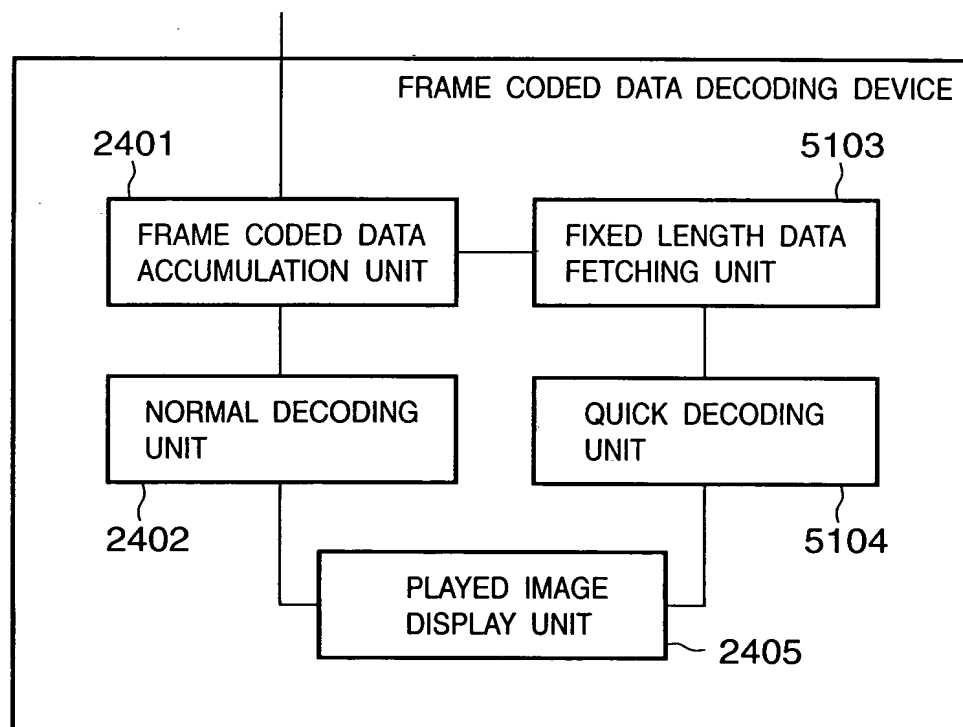 FRAME CODED DATA DECODING DEVICE
2401
5103
FRAME CODED DATA
ACCUMULATION UNIT
FIXED LENGTH DATA
FETCHING UNIT
NORMAL DECODING
UNIT
QUICK DECODING
UNIT
2402
5104
PLAYED IMAGE
DISPLAY UNIT
2405